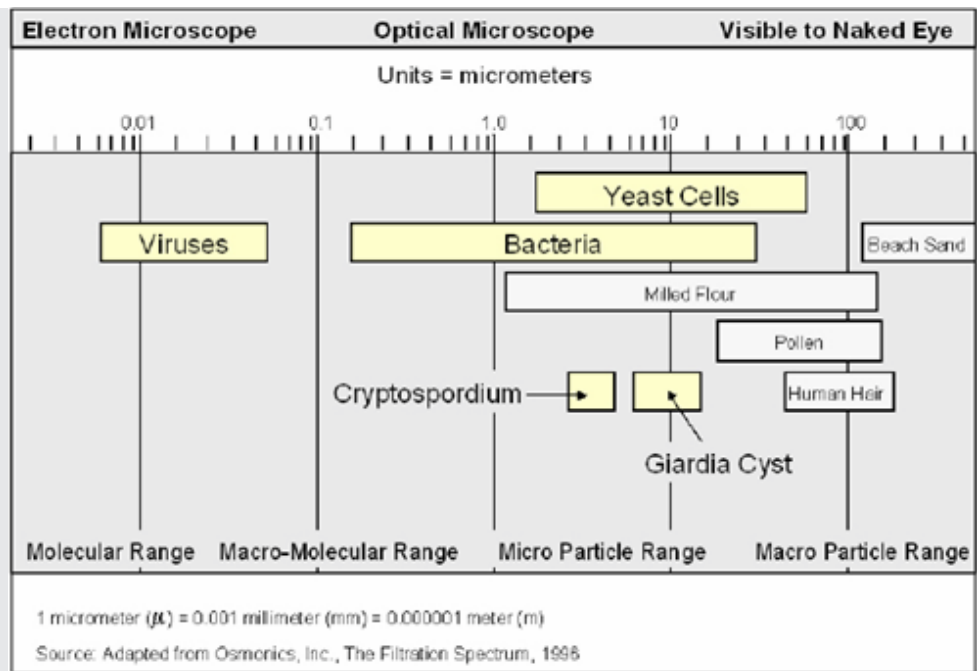 Electron Microscope Optical Microscope Visible to Naked Eye
Units = micrometers
0.01 0.1 1.0 10 100
Yeast Cells
Viruses Bacteria Beach Sand
Milled Flour
Pollen
Cryptospordium Human Hair
Giardia Cyst
Molecular Range Macro-Molecular Range Micro Particle Range Macro Particle Range
1 micrometer (μ) = 0.001 millimeter (mm) = 0.000001 meter (m)
Source: Adapted from Osmonics, Inc., The Filtration Spectrum, 1996